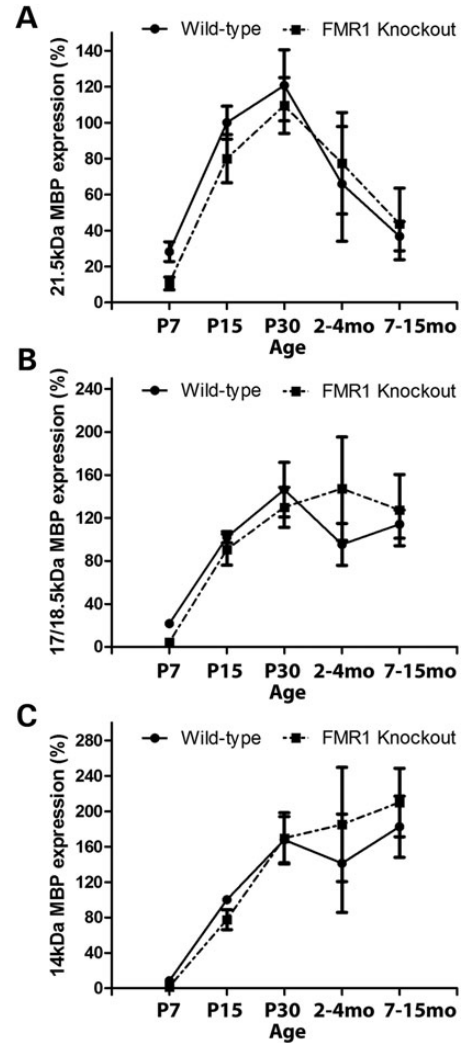 A
Wild-type FMR1 Knockout
21.5kDa MBP expression (%)
140
120
100
80
60
40
20
0
P7 P15 P30 2-4mo 7-15mo
Age
B
Wild-type FMR1 Knockout
17/18.5kDa MBP expression (%)
240
200
160
120
80
40
0
P7 P15 P30 2-4mo 7-15mo
Age
C
Wild-type FMR1 Knockout
14kDa MBP expression (%)
280
240
200
160
120
80
40
0
P7 P15 P30 2-4mo 7-15mo
Age